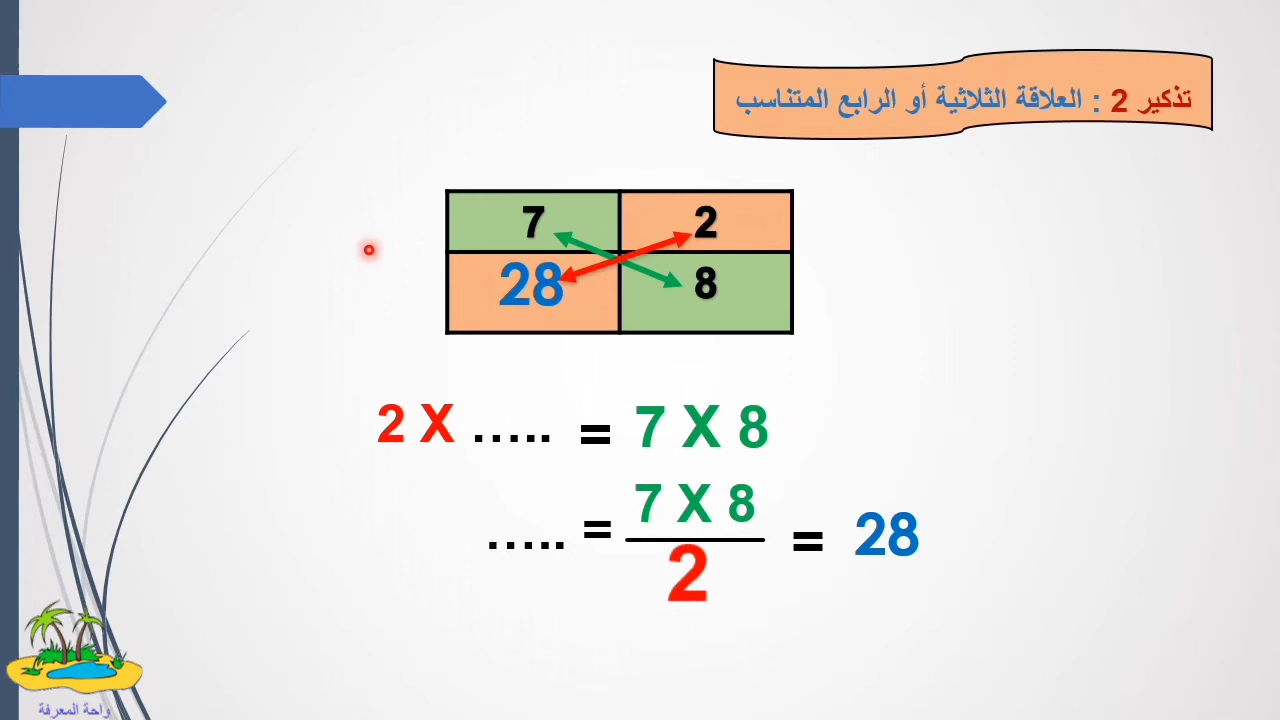 تذكير 2 : العلاقة الثلاثية أو الرابع المتناسب
7 2
28 8
2 X ..... = 7 X 8
..... = 7 X 8 = 28
2
واحة المعرفة